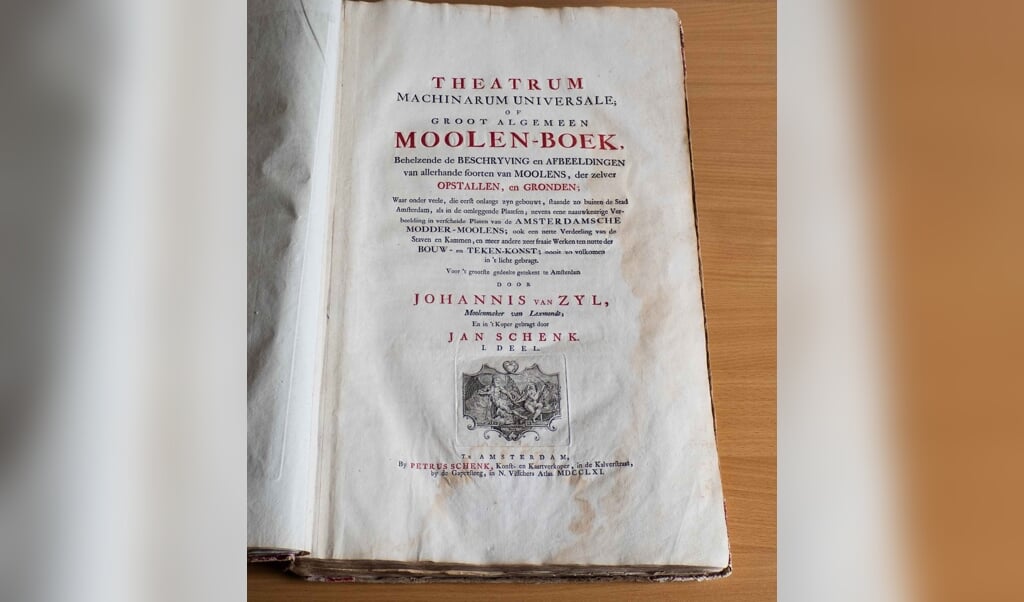 THEATRUM
MACHINARUM UNIVERSALE;
OF
GROOT ALGEMEEN
MOOLEN-BOEK,
Behelzende de BESCHRYVING en AFBEELDINGEN
van allerhande soorten van MOOLENS, der zelver
OPSTALLEN, en GRONDEN;
Waar onder veele, die eerst onlangs zyn gebouwt, staande zo buiten de Stad
Amsterdam, als in de omleggende Plaatsen; nevens eene naauwkeurige Ver-
beelding in verscheide Platen van de AMSTERDAMSCHE
MODDER-MOOLENS; ook een nette Verdeeling van de
Staven en Kammen, en meer andere zeer fraaie Werken ten nutte der
BOUW- en TEKEN-KONST; nooit zo volkomen
in 't licht gebragt.
Voor 't grootste gedeelte getekent te Amsterdam
DOOR
JOHANNIS VAN ZYL,
Moolenmaker van Lexmondt;
En in 't Koper gebragt door
JAN SCHENK.
I. DEEL.
Te AMSTERDAM,
By PETRUS SCHENK, Konst- en Kaartverkoper, in de Kalverstraat,
by de Gapersteeg, in N. Visschers Atlas MDCCLXI.